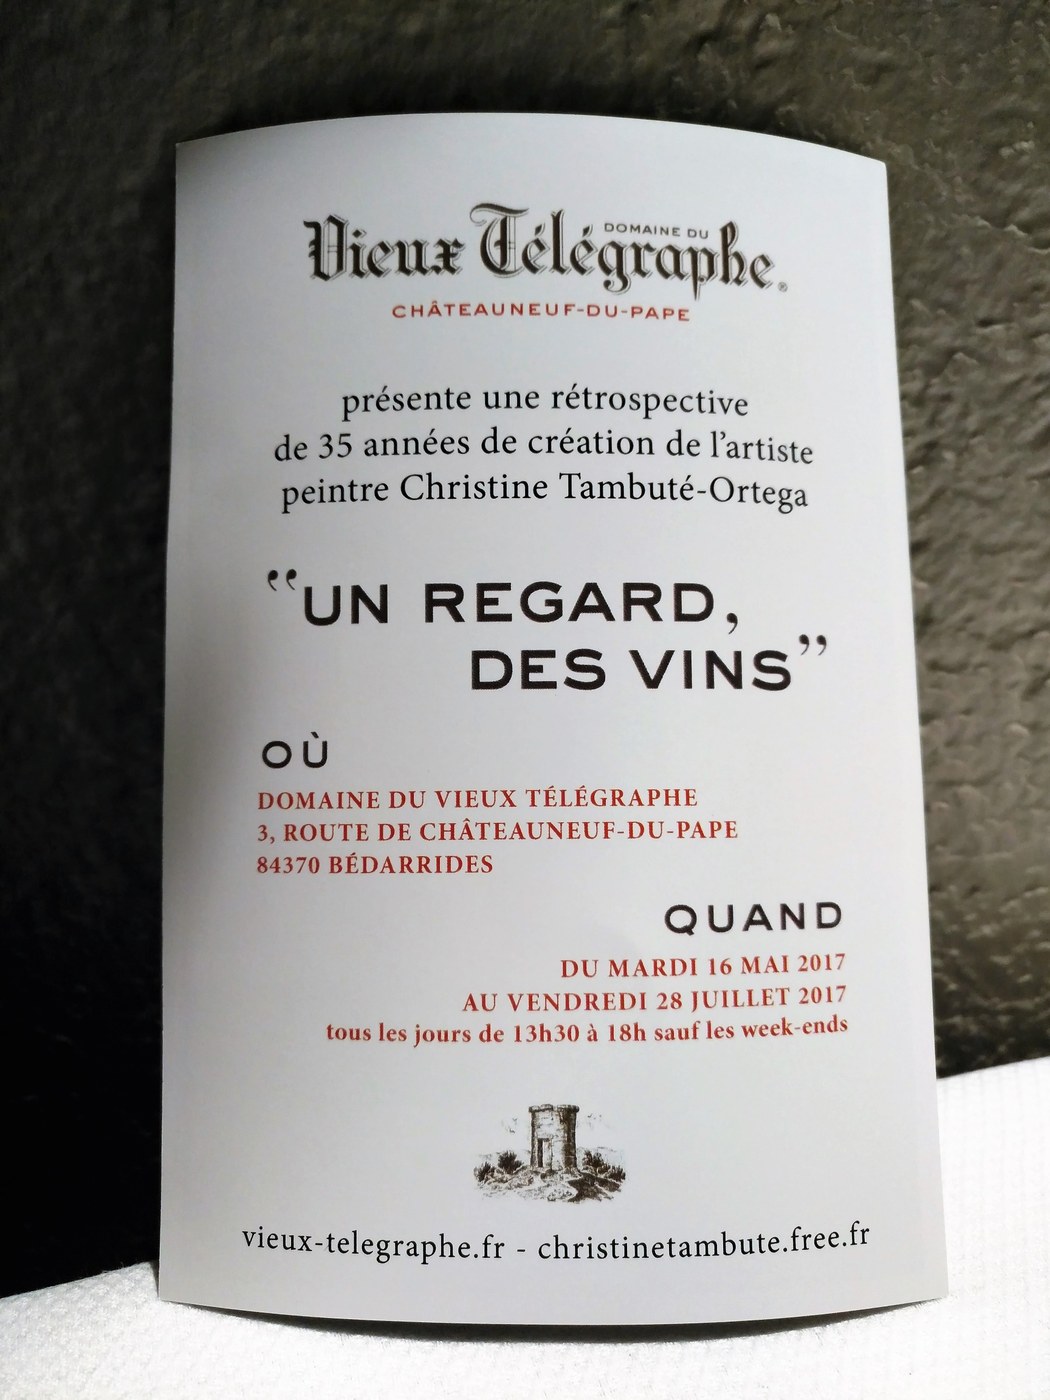 DOMAINE DU
Vieux Télégraphe®
CHÂTEAUNEUF-DU-PAPE
présente une rétrospective
de 35 années de création de l'artiste
peintre Christine Tambuté-Ortega
“UN REGARD,
DES VINS”
OÙ
DOMAINE DU VIEUX TÉLÉGRAPHE
3, ROUTE DE CHÂTEAUNEUF-DU-PAPE
84370 BÉDARRIDES
QUAND
DU MARDI 16 MAI 2017
AU VENDREDI 28 JUILLET 2017
tous les jours de 13h30 à 18h sauf les week-ends
vieux-telegraphe.fr - christinetambute.free.fr